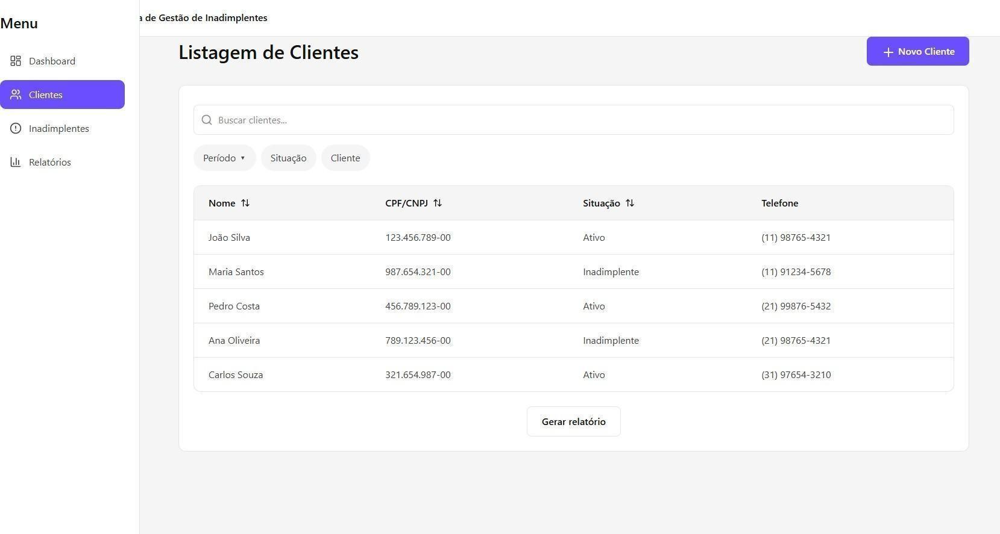 Menu
Dashboard
Clientes
Inadimplentes
Relatórios
a de Gestão de Inadimplentes
Listagem de Clientes
Novo Cliente
Buscar clientes...
Período Situação Cliente
Nome CPF/CNPJ Situação Telefone
João Silva 123.456.789-00 Ativo (11) 98765-4321
Maria Santos 987.654.321-00 Inadimplente (11) 91234-5678
Pedro Costa 456.789.123-00 Ativo (21) 99876-5432
Ana Oliveira 789.123.456-00 Inadimplente (21) 98765-4321
Carlos Souza 321.654.987-00 Ativo (31) 97654-3210
Gerar relatório